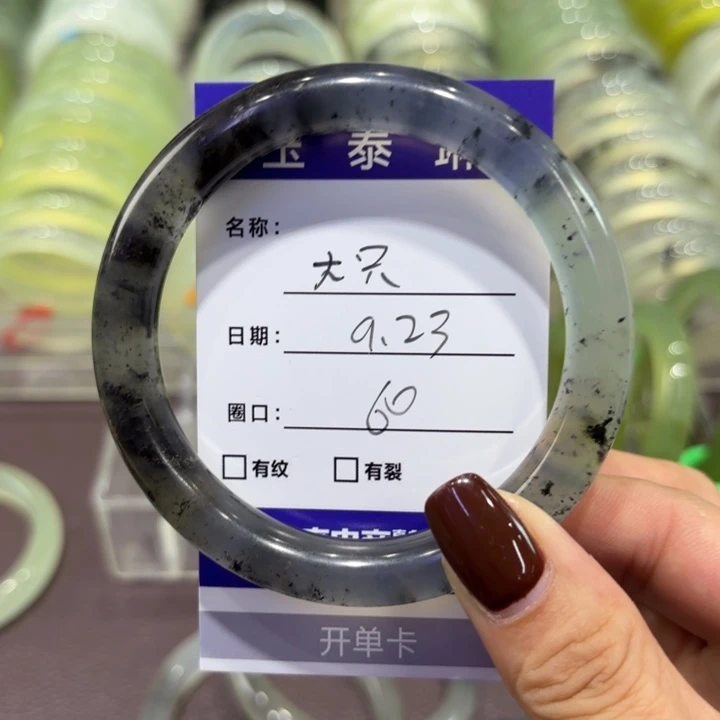 玉泰琳
名称: 大只
日期: 9.23
圈口: 60
□有纹 □有裂
开单卡